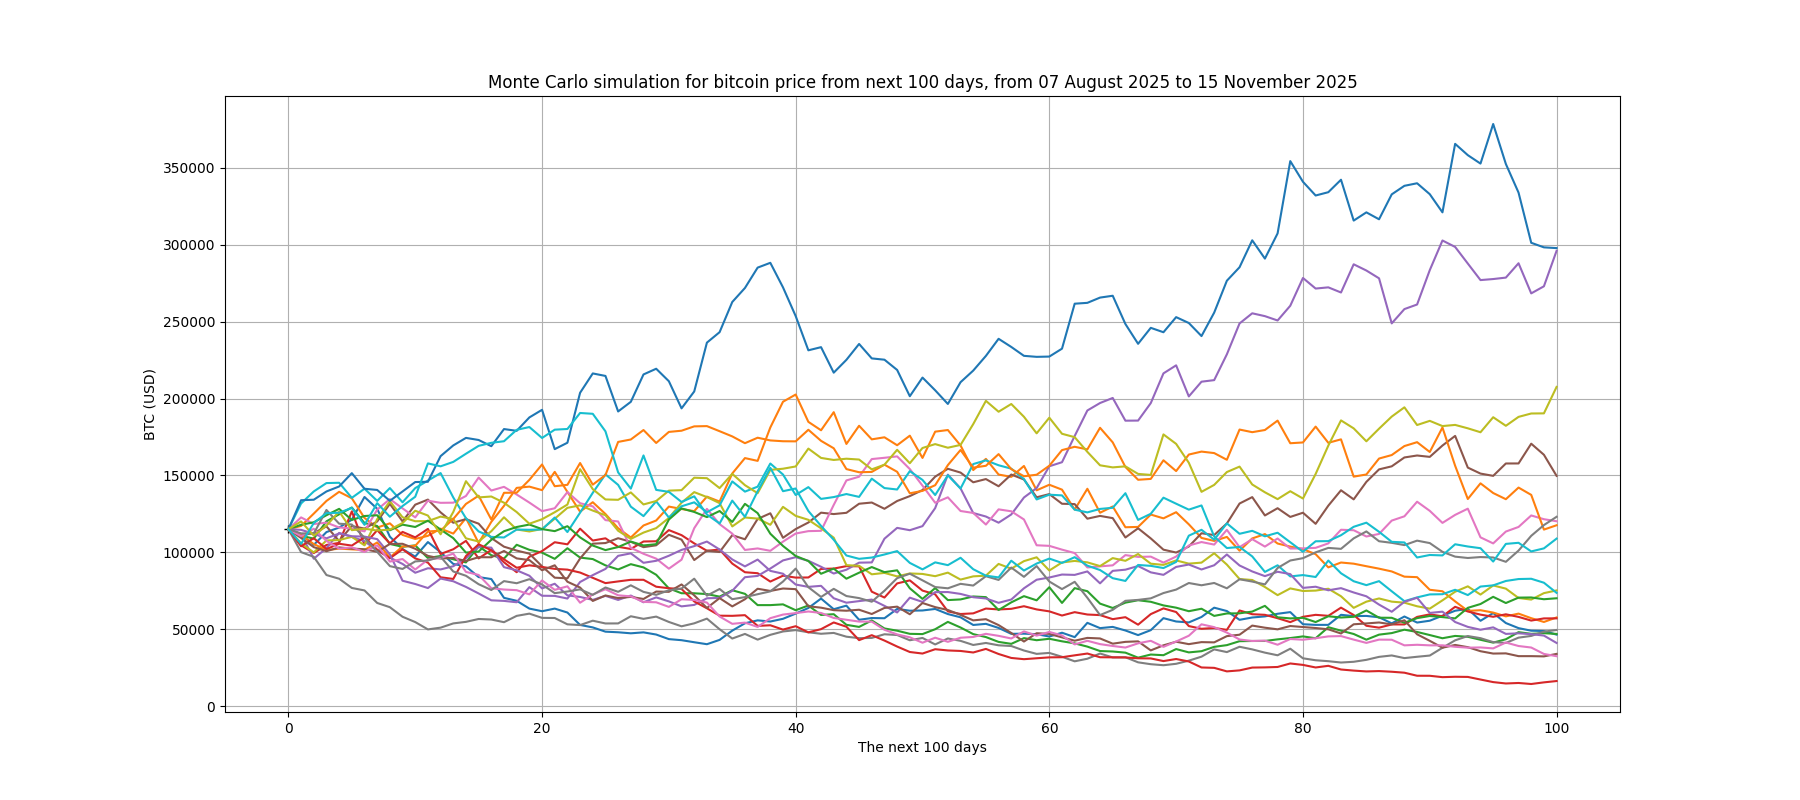 Monte Carlo simulation for bitcoin price from next 100 days, from 07 August 2025 to 15 November 2025
350000
300000
250000
200000
150000
100000
50000
0
BTC (USD)
0 20 40 60 80 100
The next 100 days